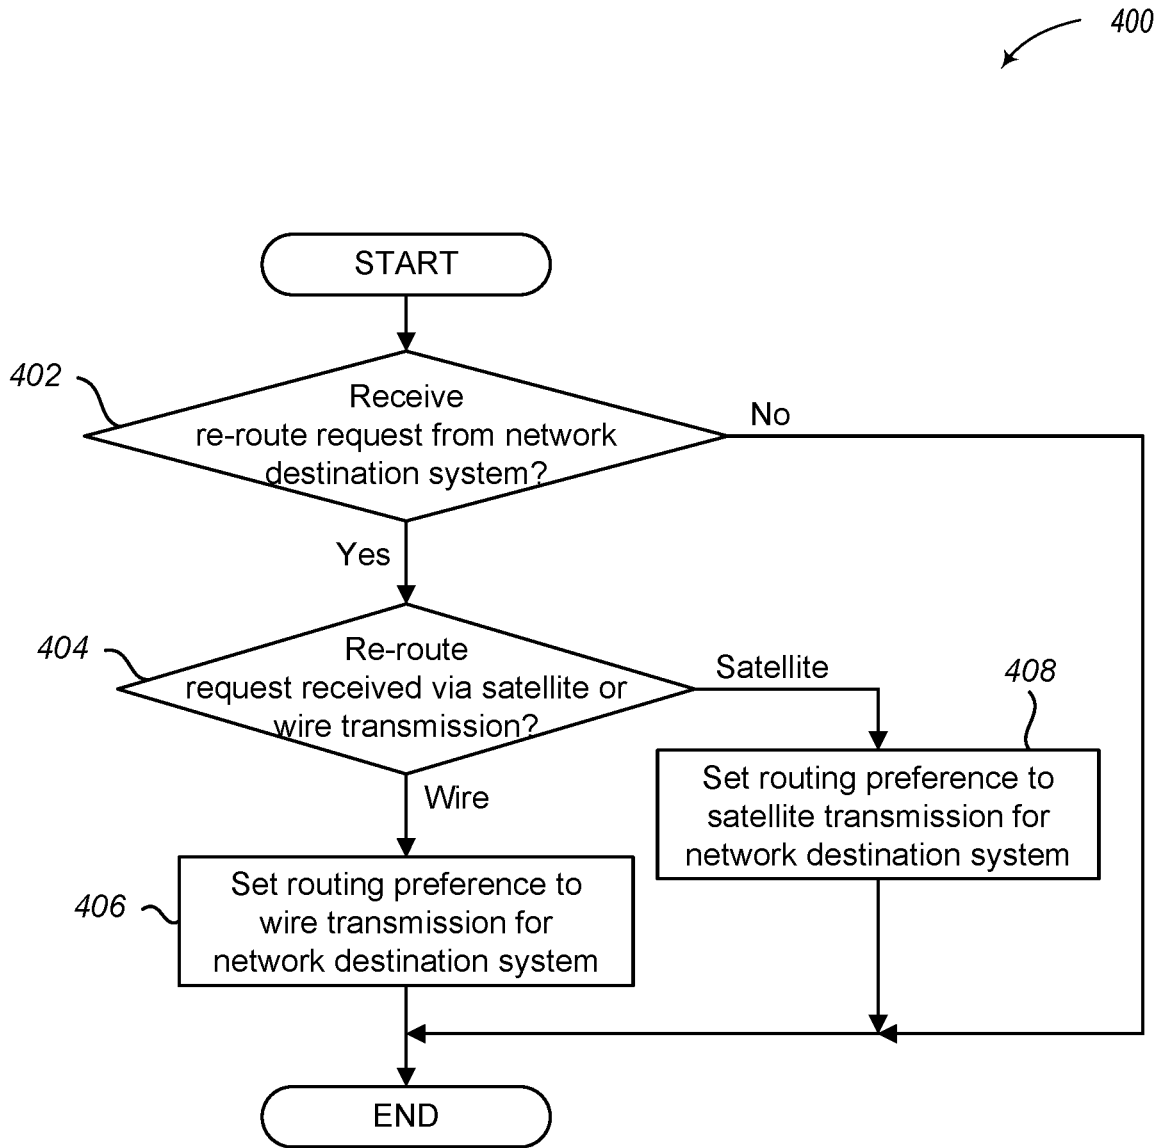 400
START
402
Receive
re-route request from network
destination system?
No
Yes
404
Re-route
request received via satellite or
wire transmission?
Satellite
408
Set routing preference to
satellite transmission for
network destination system
Wire
406
Set routing preference to
wire transmission for
network destination system
END